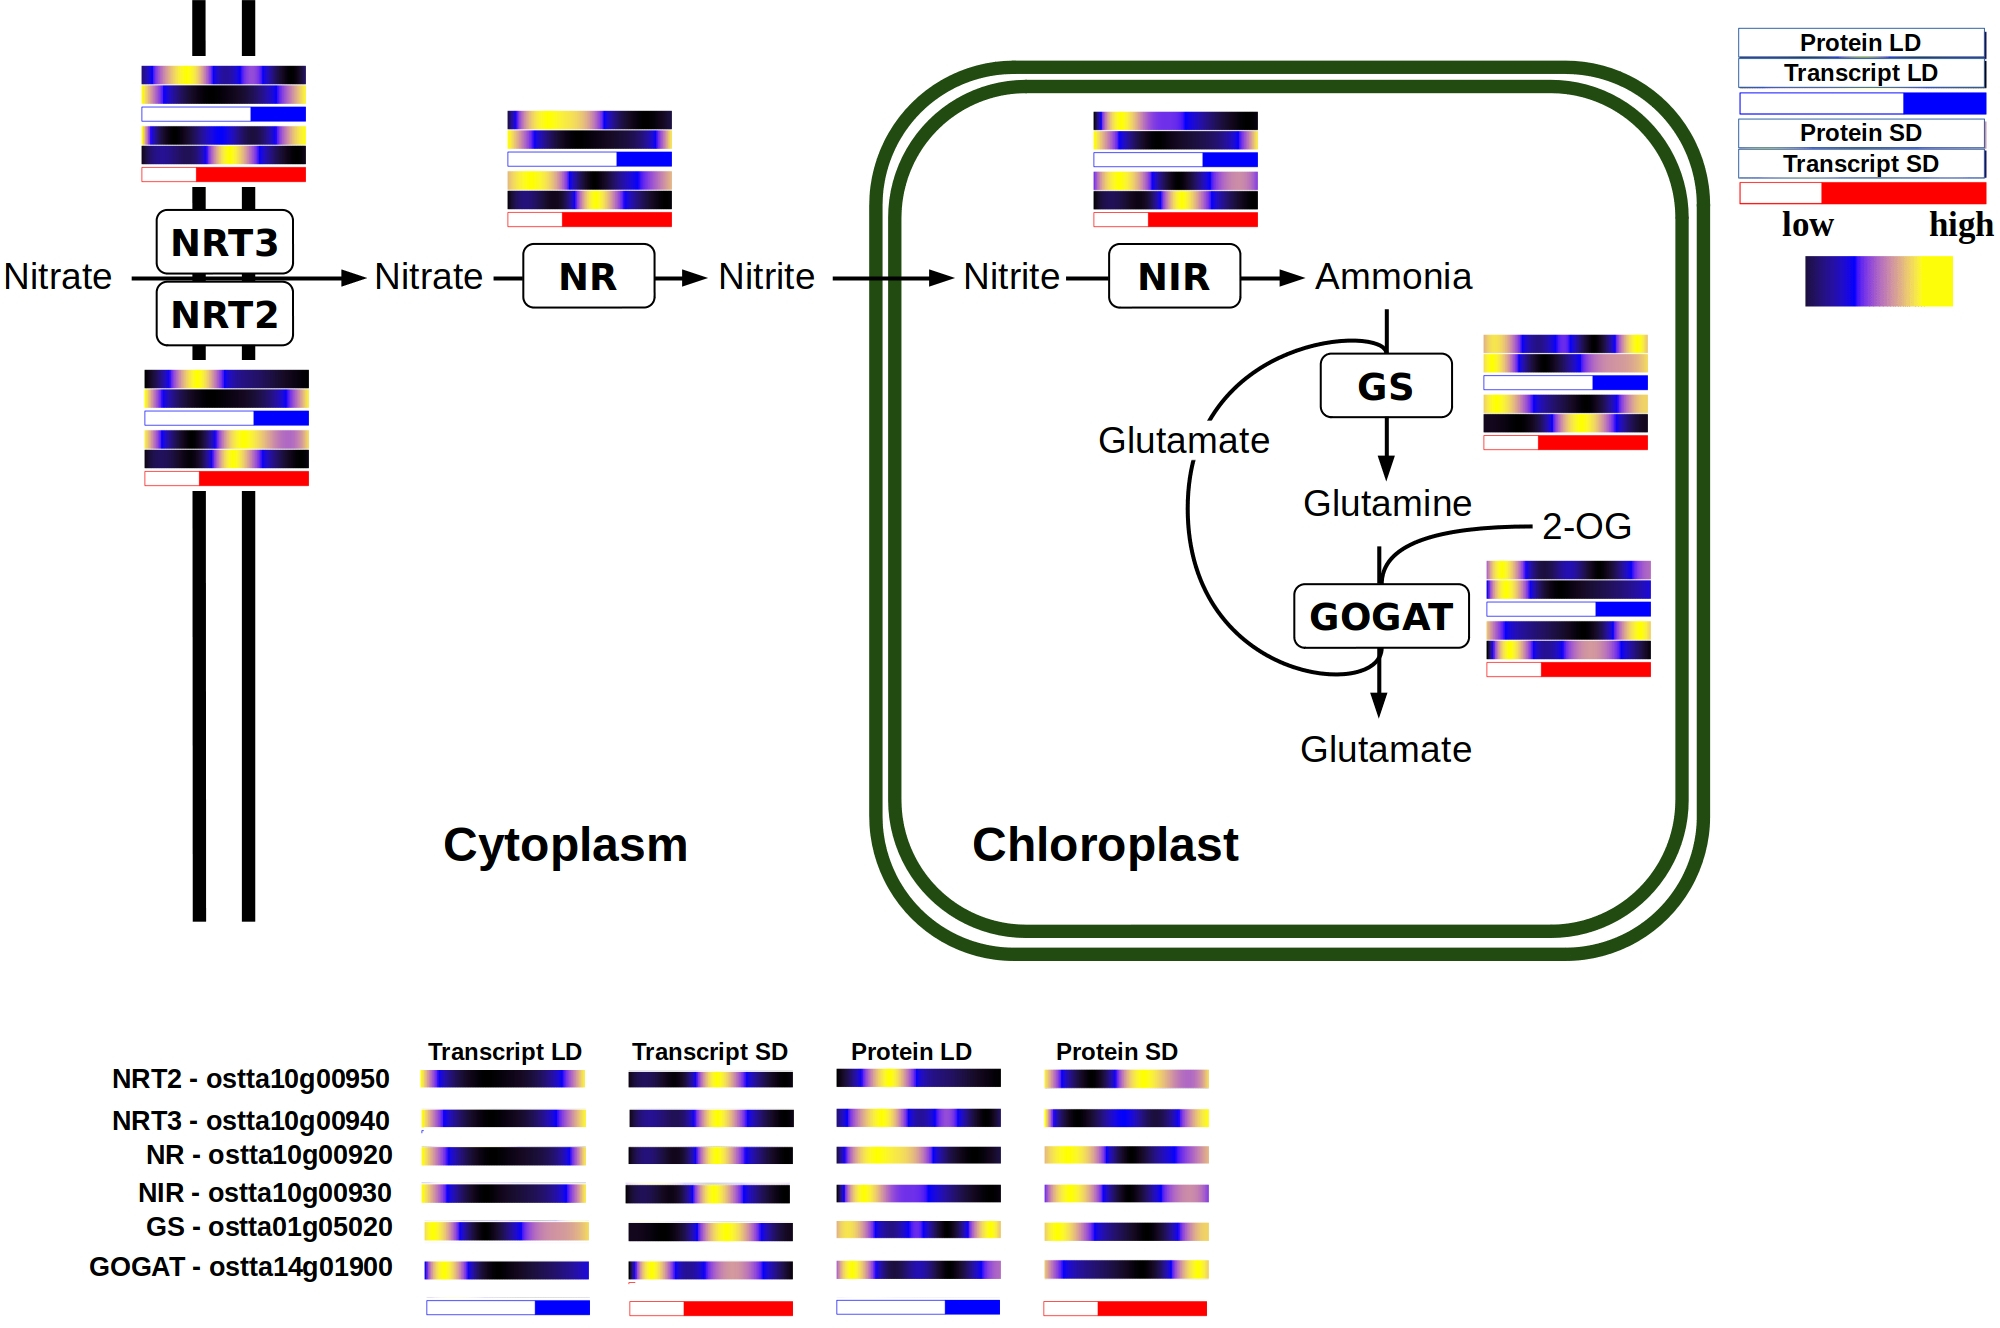 Protein LD
Transcript LD
Protein SD
Transcript SD
low high
NRT3
Nitrate Nitrate NR Nitrite Nitrite NIR Ammonia
NRT2
GS
Glutamate
Glutamine
2-OG
GOGAT
Glutamate
Cytoplasm Chloroplast
Transcript LD Transcript SD Protein LD Protein SD
NRT2 - ostta10g00950
NRT3 - ostta10g00940
NR - ostta10g00920
NIR - ostta10g00930
GS - ostta01g05020
GOGAT - ostta14g01900